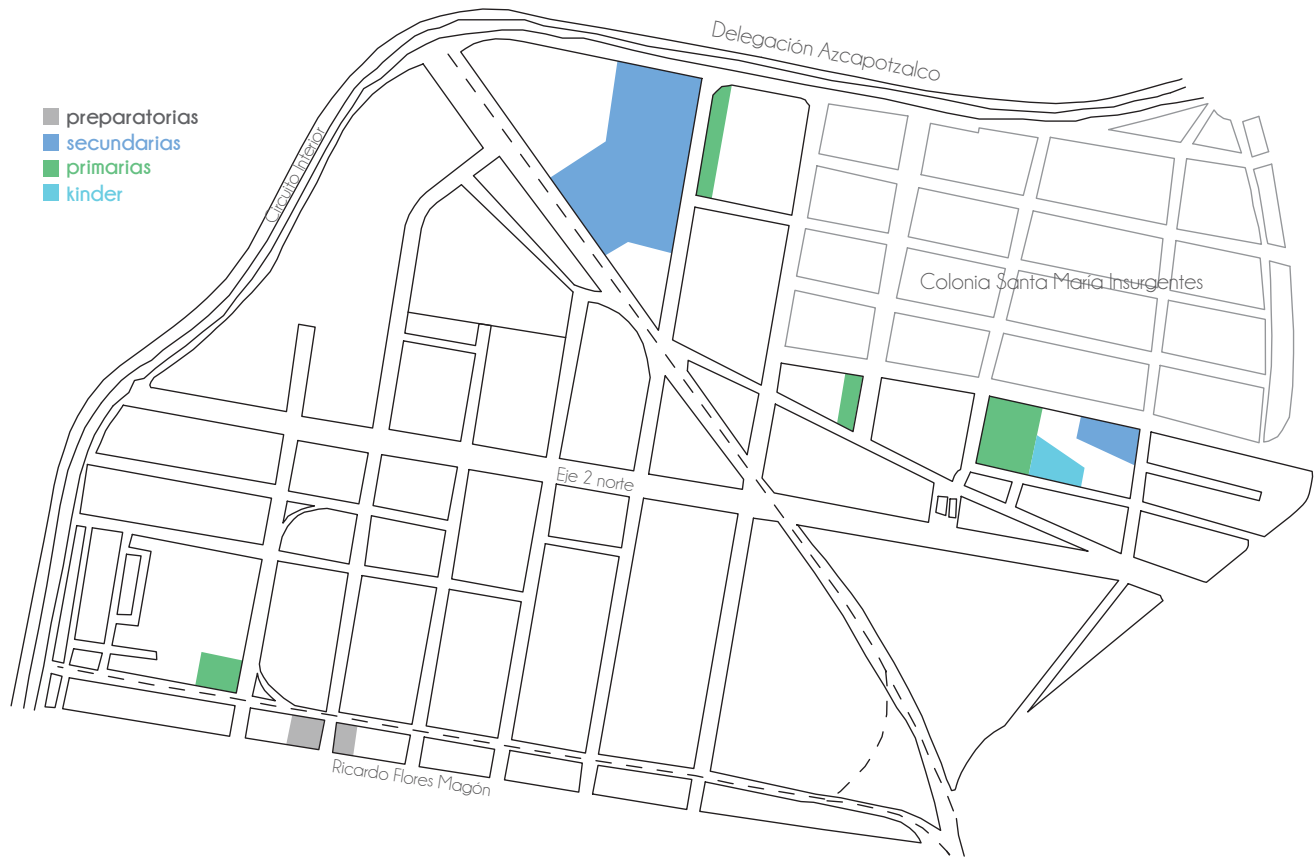 Delegación Azcapotzalco
preparatorias
secundarias
primarias
kinder
Circuito Interior
Colonia Santa María Insurgentes
Eje 2 norte
Ricardo Flores Magón